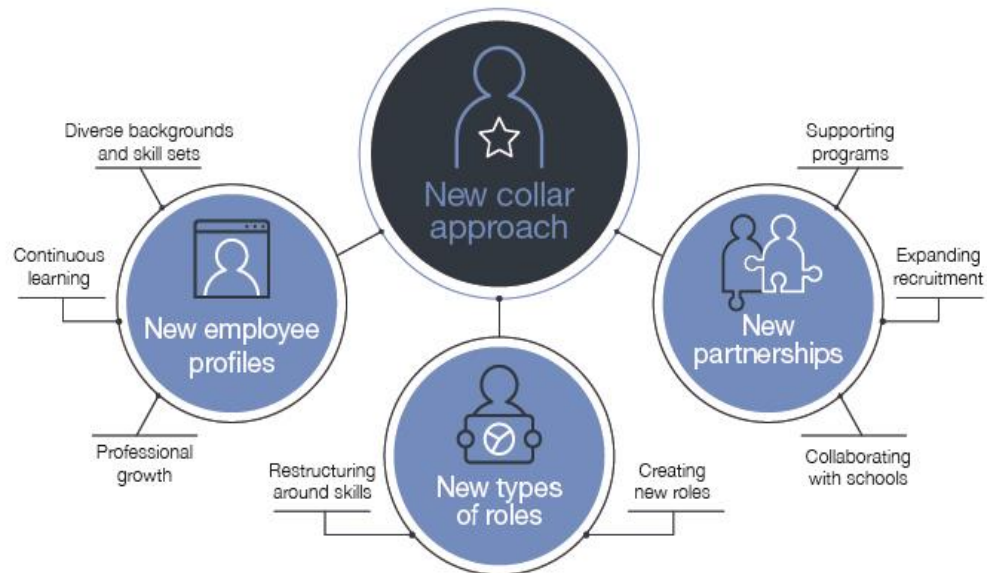 New collar
approach
Diverse backgrounds
and skill sets
Continuous
learning
New employee
profiles
Professional
growth
Restructuring
around skills
New types
of roles
Creating
new roles
Supporting
programs
Expanding
recruitment
New
partnerships
Collaborating
with schools